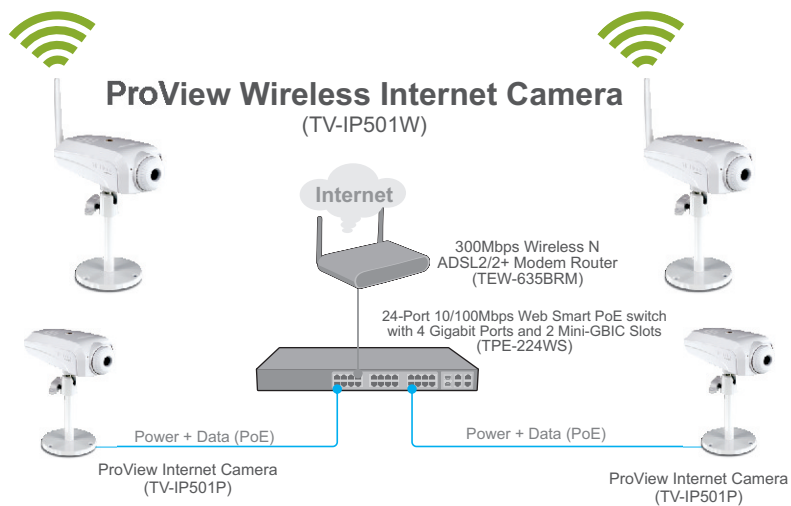 ProView Wireless Internet Camera
(TV-IP501W)
Internet
300Mbps Wireless N
ADSL2/2+ Modem Router
(TEW-635BRM)
24-Port 10/100Mbps Web Smart PoE switch
with 4 Gigabit Ports and 2 Mini-GBIC Slots
(TPE-224WS)
Power + Data (PoE)
Power + Data (PoE)
ProView Internet Camera
(TV-IP501P)
ProView Internet Camera
(TV-IP501P)